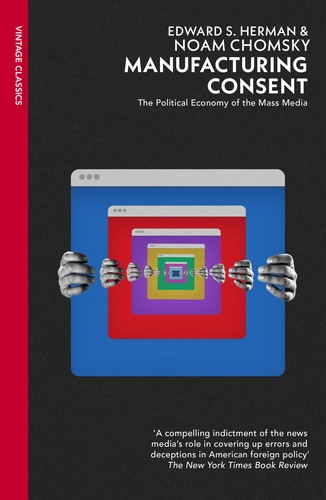 VINTAGE CLASSICS
EDWARD S. HERMAN &
NOAM CHOMSKY
MANUFACTURING
CONSENT
The Political Economy of the Mass Media
‘A compelling indictment of the news
media’s role in covering up errors and
deceptions in American foreign policy’
The New York Times Book Review